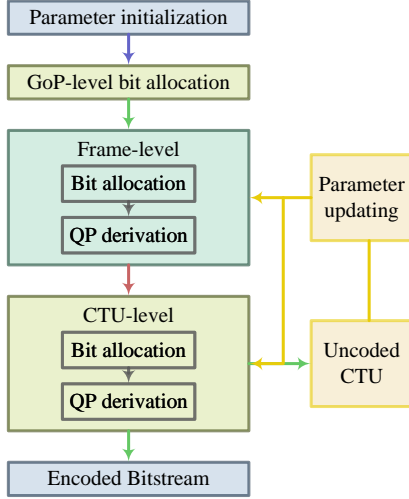 Parameter initialization
GoP-level bit allocation
Frame-level
Bit allocation
QP derivation
Parameter
updating
CTU-level
Bit allocation
QP derivation
Uncoded
CTU
Encoded Bitstream